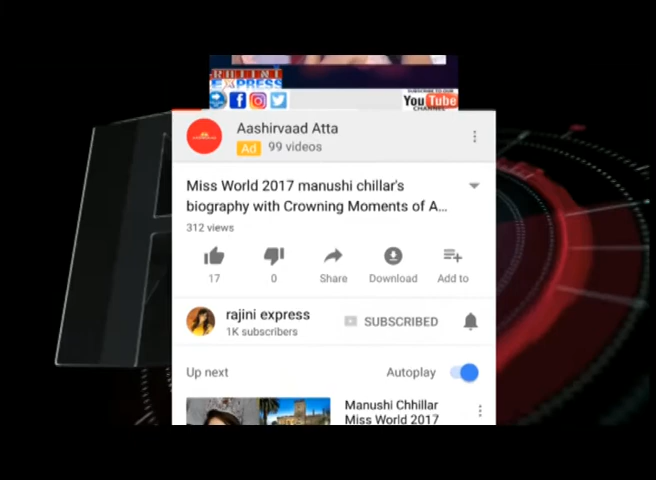 RAJINI
EXPRESS
SUBSCRIBE TO OUR
YouTube
CHANNEL
Aashirvaad Atta
Ad 99 videos
Miss World 2017 manushi chillar's
biography with Crowning Moments of A...
312 views
17 0 Share Download Add to
rajini express
1K subscribers
SUBSCRIBED
Up next Autoplay
Manushi Chhillar
Miss World 2017